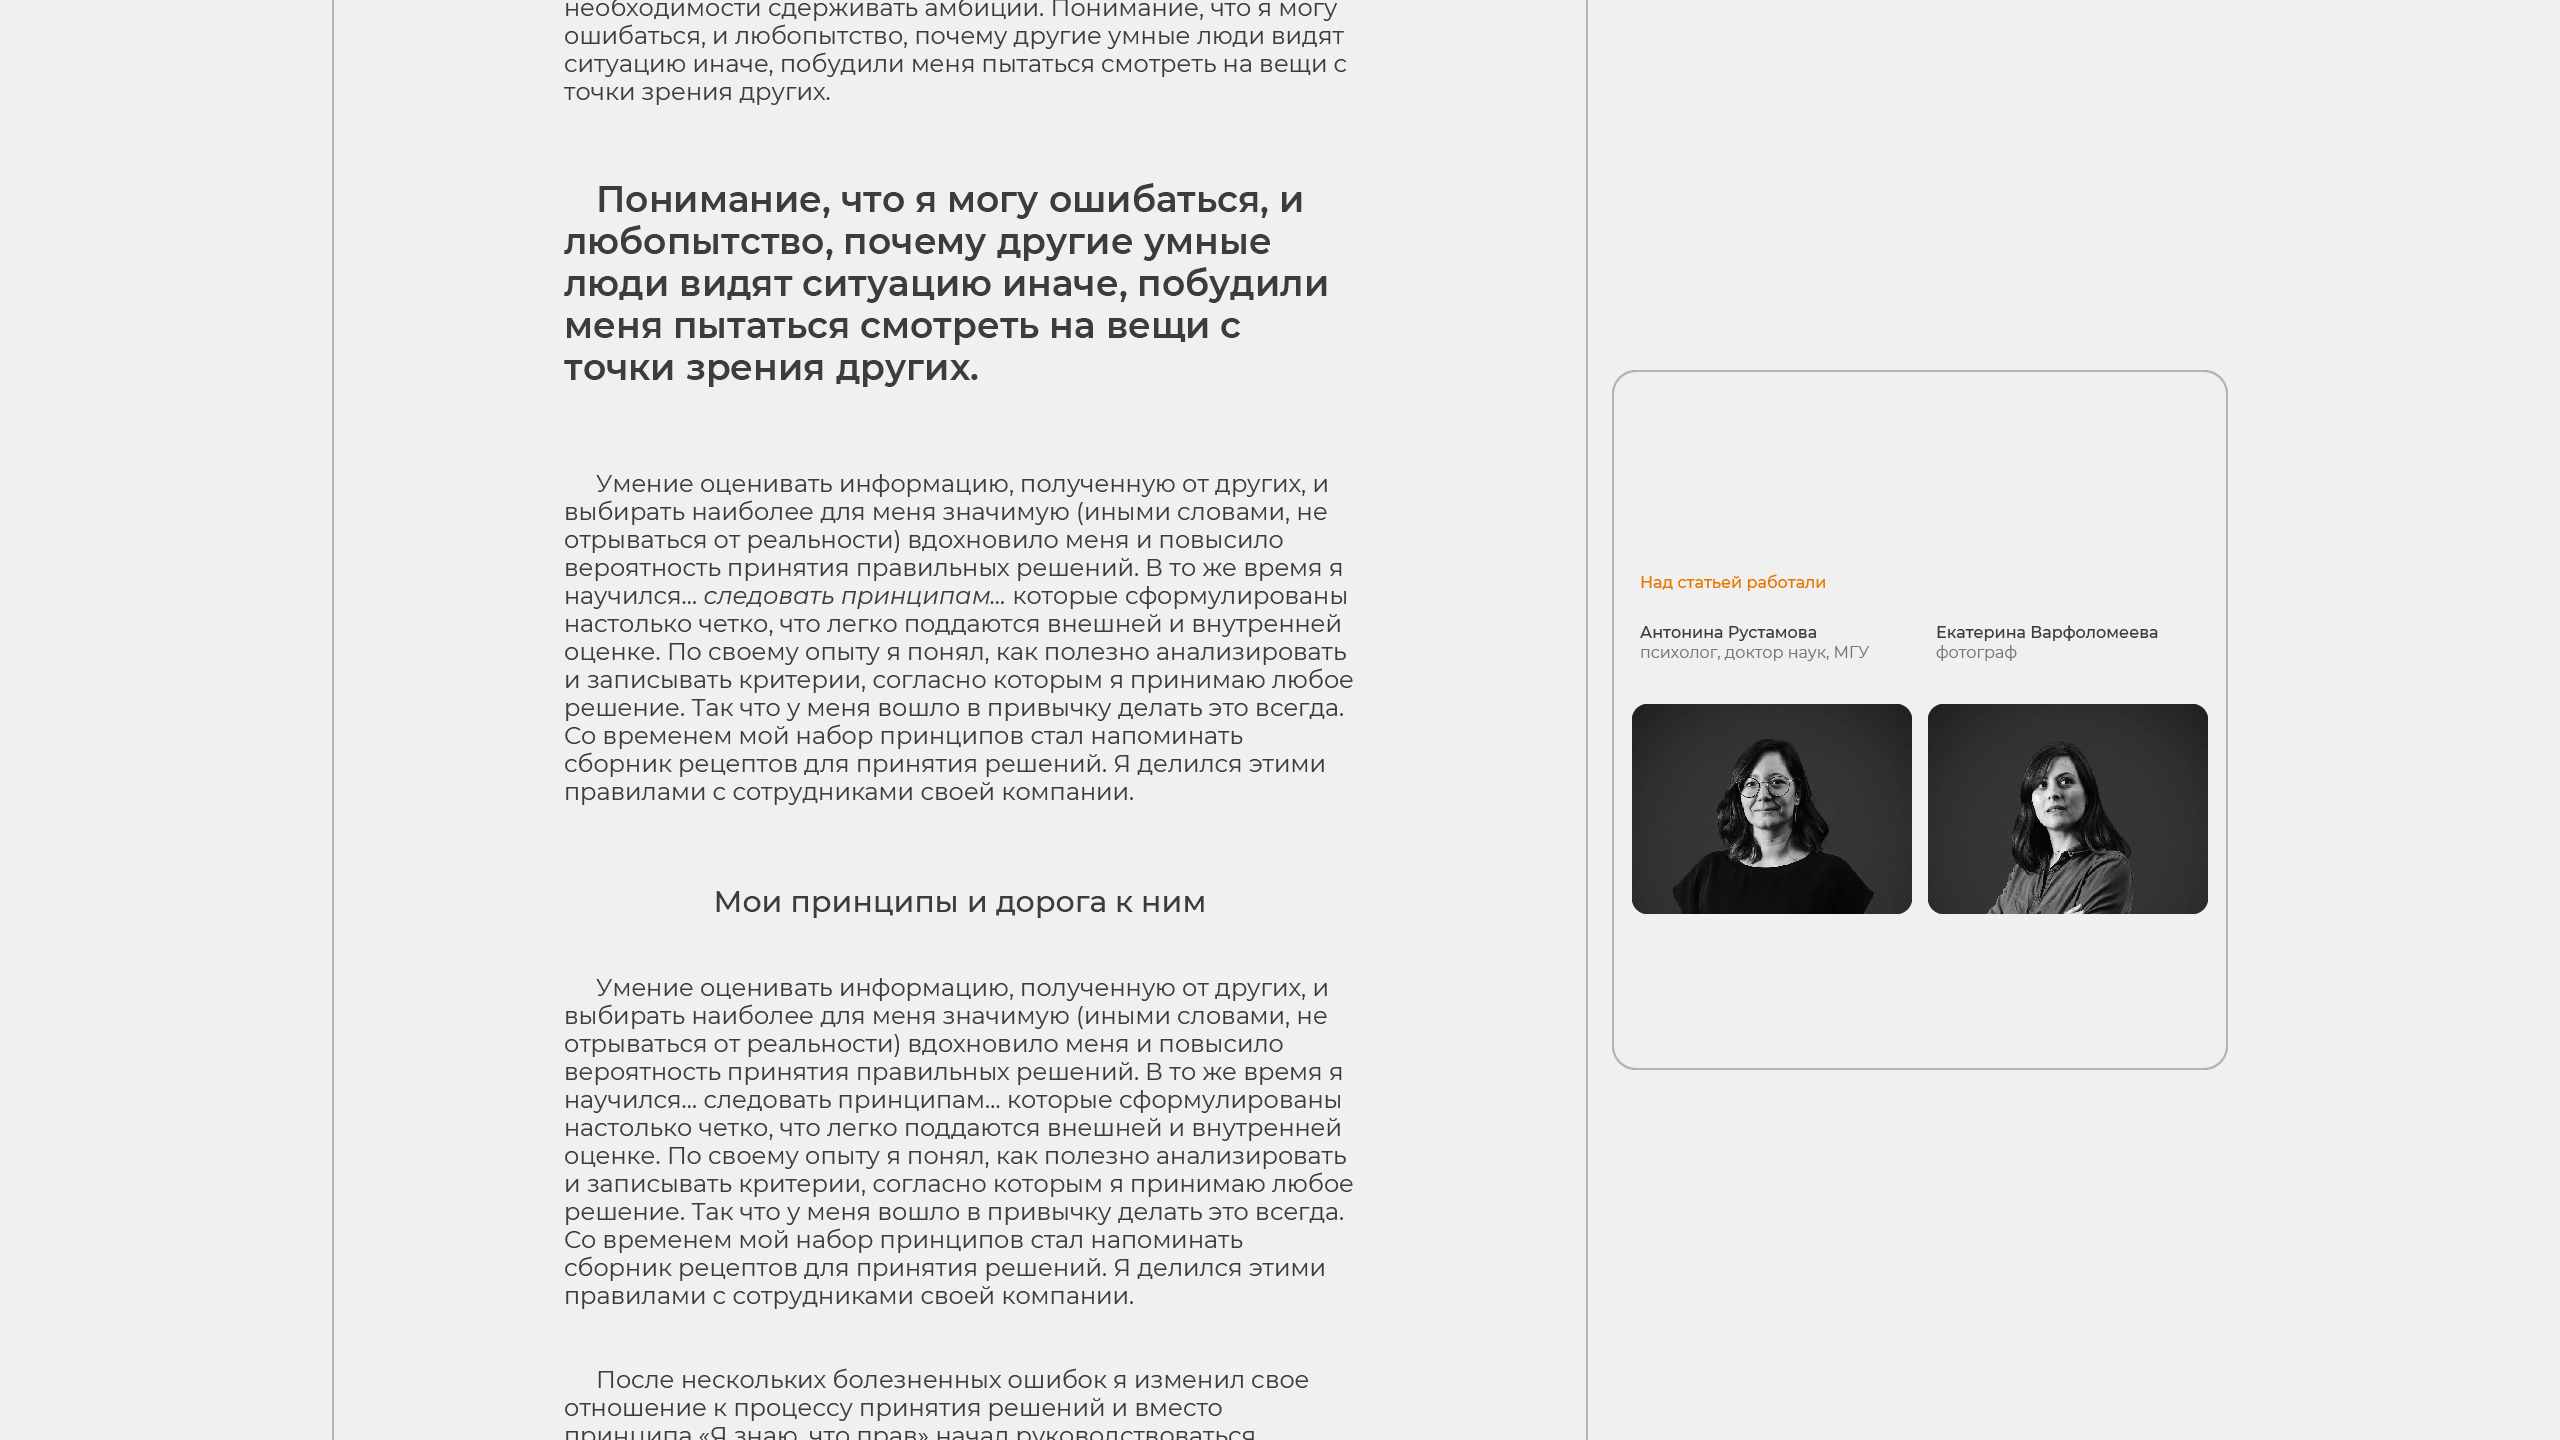 необходимости сдерживать амбиции. Понимание, что я могу
ошибаться, и любопытство, почему другие умные люди видят
ситуацию иначе, побудили меня пытаться смотреть на вещи с
точки зрения других.
Понимание, что я могу ошибаться, и
любопытство, почему другие умные
люди видят ситуацию иначе, побудили
меня пытаться смотреть на вещи с
точки зрения других.
Умение оценивать информацию, полученную от других, и
выбирать наиболее для меня значимую (иными словами, не
отрываться от реальности) вдохновило меня и повысило
вероятность принятия правильных решений. В то же время я
научился... следовать принципам... которые сформулированы
настолько четко, что легко поддаются внешней и внутренней
оценке. По своему опыту я понял, как полезно анализировать
и записывать критерии, согласно которым я принимаю любое
решение. Так что у меня вошло в привычку делать это всегда.
Со временем мой набор принципов стал напоминать
сборник рецептов для принятия решений. Я делился этими
правилами с сотрудниками своей компании.
Мои принципы и дорога к ним
Умение оценивать информацию, полученную от других, и
выбирать наиболее для меня значимую (иными словами, не
отрываться от реальности) вдохновило меня и повысило
вероятность принятия правильных решений. В то же время я
научился... следовать принципам... которые сформулированы
настолько четко, что легко поддаются внешней и внутренней
оценке. По своему опыту я понял, как полезно анализировать
и записывать критерии, согласно которым я принимаю любое
решение. Так что у меня вошло в привычку делать это всегда.
Со временем мой набор принципов стал напоминать
сборник рецептов для принятия решений. Я делился этими
правилами с сотрудниками своей компании.
После нескольких болезненных ошибок я изменил свое
отношение к процессу принятия решений и вместо
принципа «Я знаю, что прав» начал руководствоваться
Над статьей работали
Антонина Рустамова
психолог, доктор наук, МГУ
Екатерина Варфоломеева
фотограф